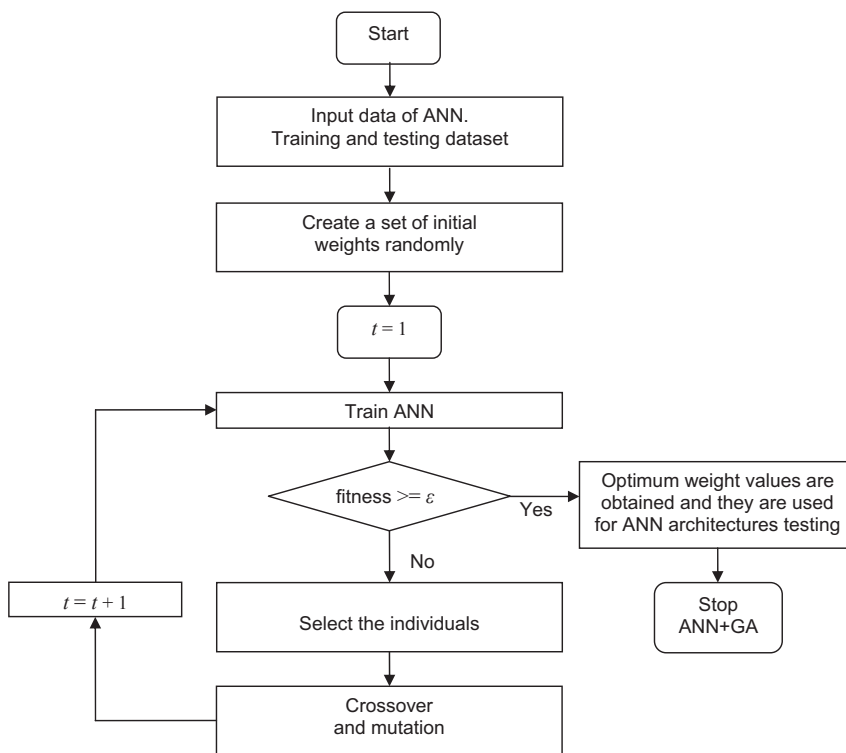 Start
Input data of ANN.
Training and testing dataset
Create a set of initial
weights randomly
t = 1
Train ANN
fitness >= ε
Yes
Optimum weight values are
obtained and they are used
for ANN architectures testing
No
Stop
ANN+GA
t = t + 1
Select the individuals
Crossover
and mutation